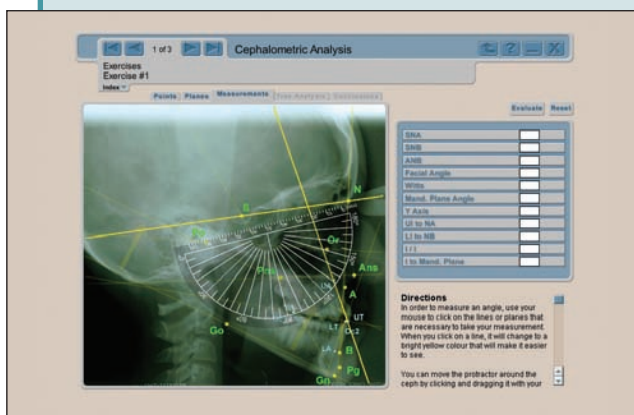 1 of 3
Cephalometric Analysis
Exercises
Exercise #1
Index
Points
Planes
Measurements
Evaluate
Reset
SNA
SNB
ANB
Facial Angle
Witts
Mand. Plane Angle
Y Axis
UI to NA
LI to NB
I / I
I to Mand. Plane
N
S
Or
Pns
Ans
A
UT
Go
LT
LA
B
Pg
Gn
Directions
In order to measure an angle, use your
mouse to click on the lines or planes that
are necessary to take your measurement.
When you click on a line, it will change to a
bright yellow colour that will make it easier
to see.
You can move the protractor around the
ceph by clicking and dragging it with your